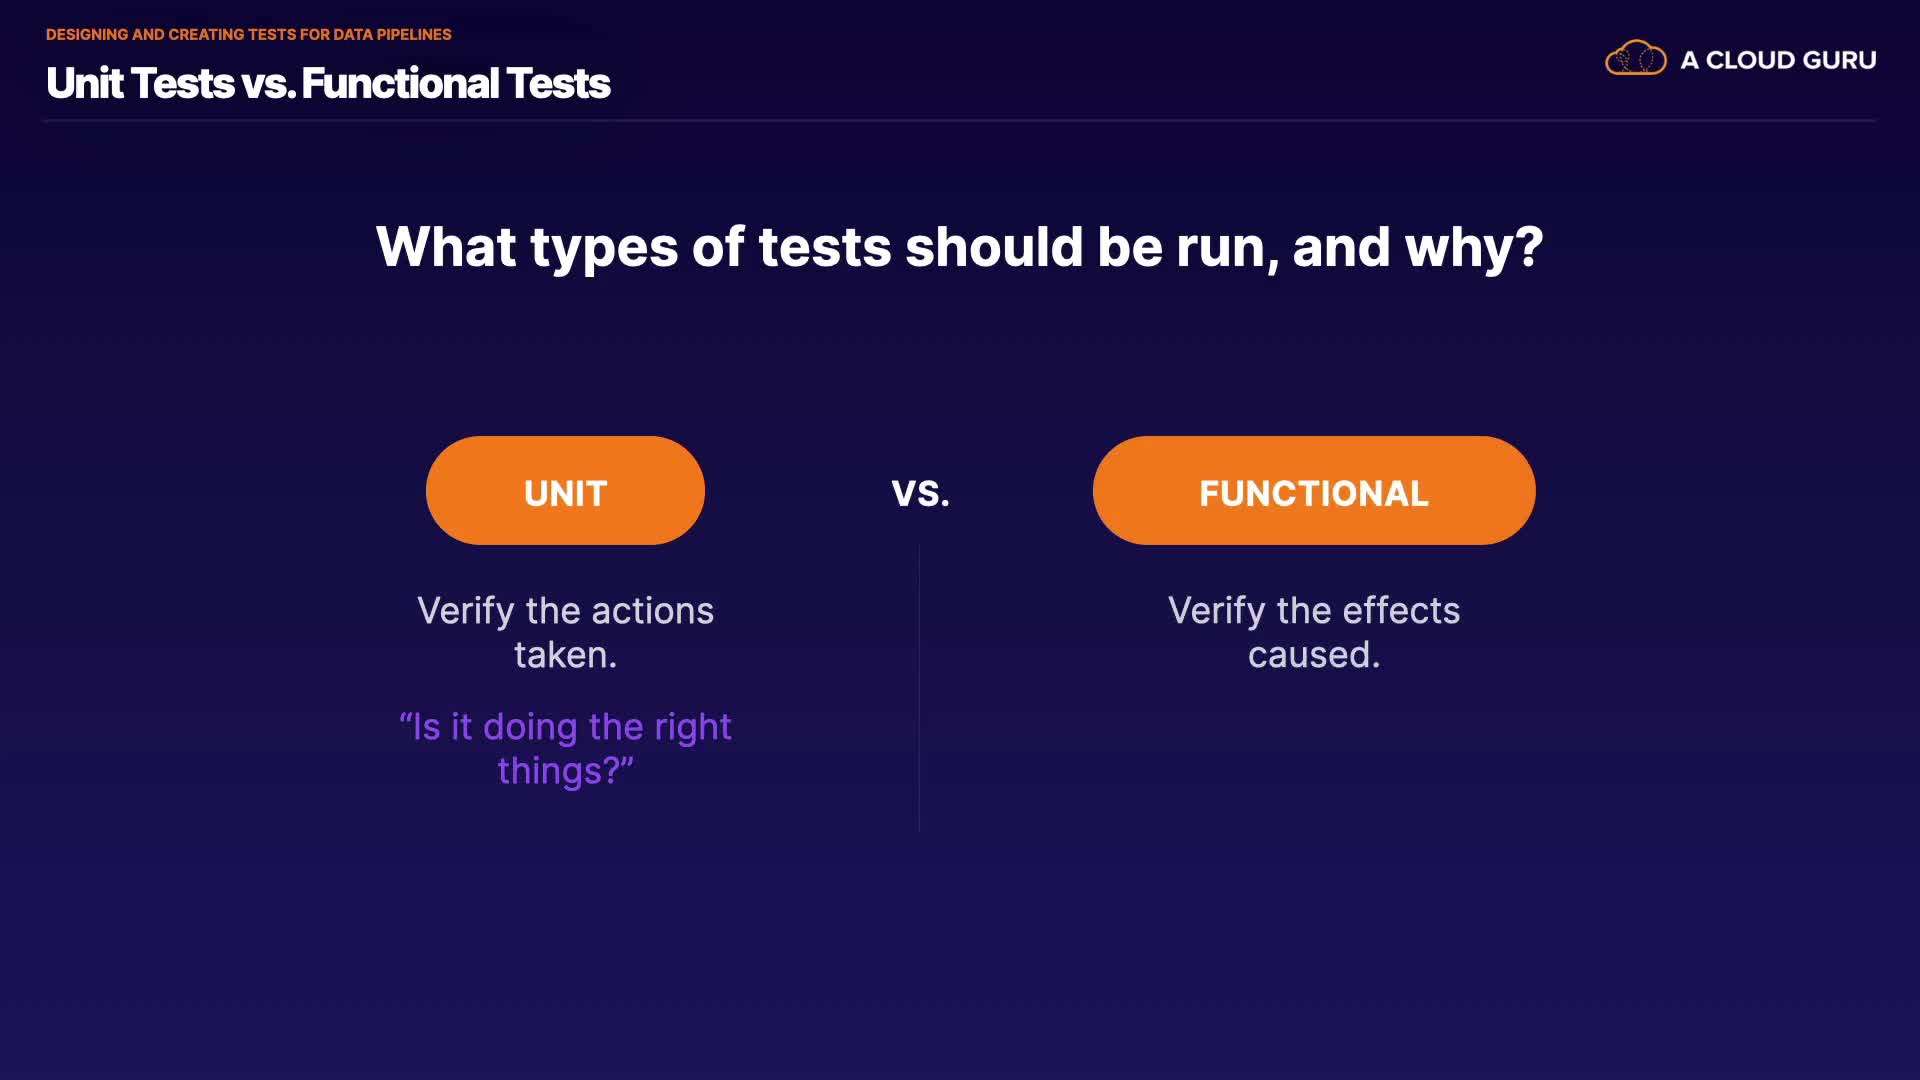 DESIGNING AND CREATING TESTS FOR DATA PIPELINES
Unit Tests vs. Functional Tests
A CLOUD GURU
What types of tests should be run, and why?
UNIT
VS.
FUNCTIONAL
Verify the actions
taken.
“Is it doing the right
things?”
Verify the effects
caused.